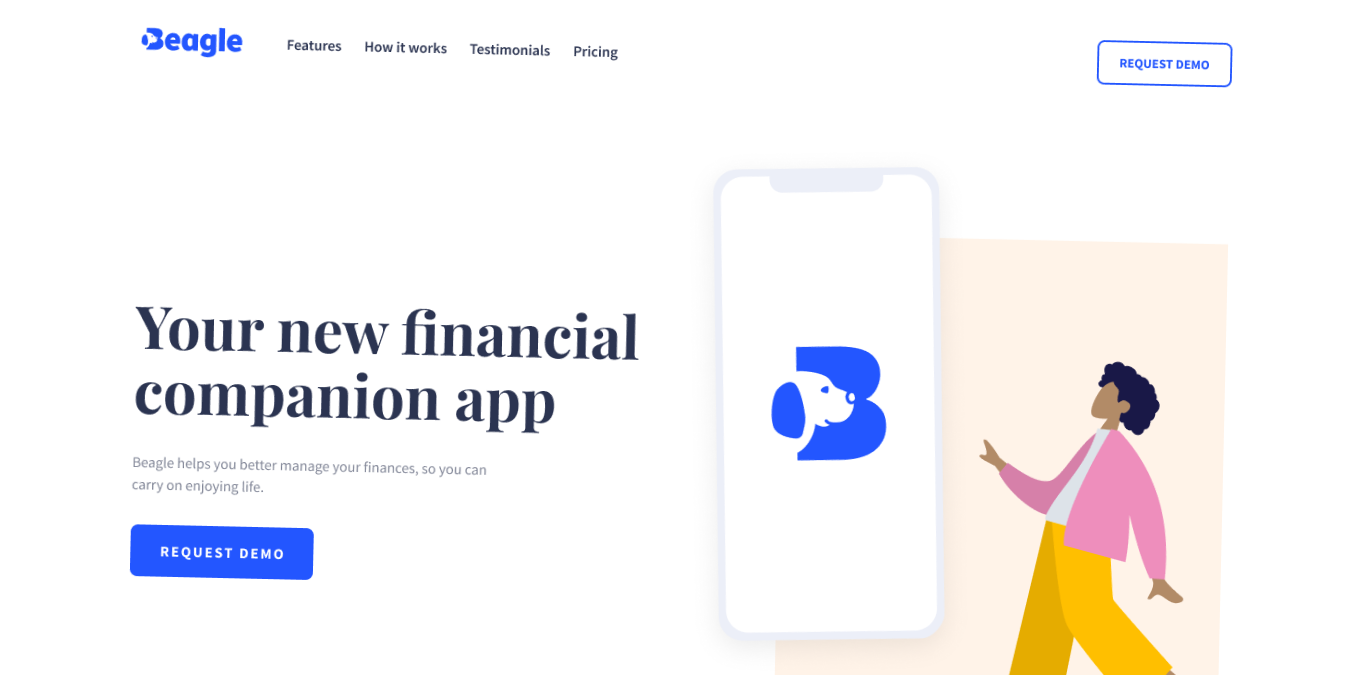 Beagle
Features How it works Testimonials Pricing
REQUEST DEMO
Your new financial
companion app
Beagle helps you better manage your finances, so you can
carry on enjoying life.
REQUEST DEMO
B